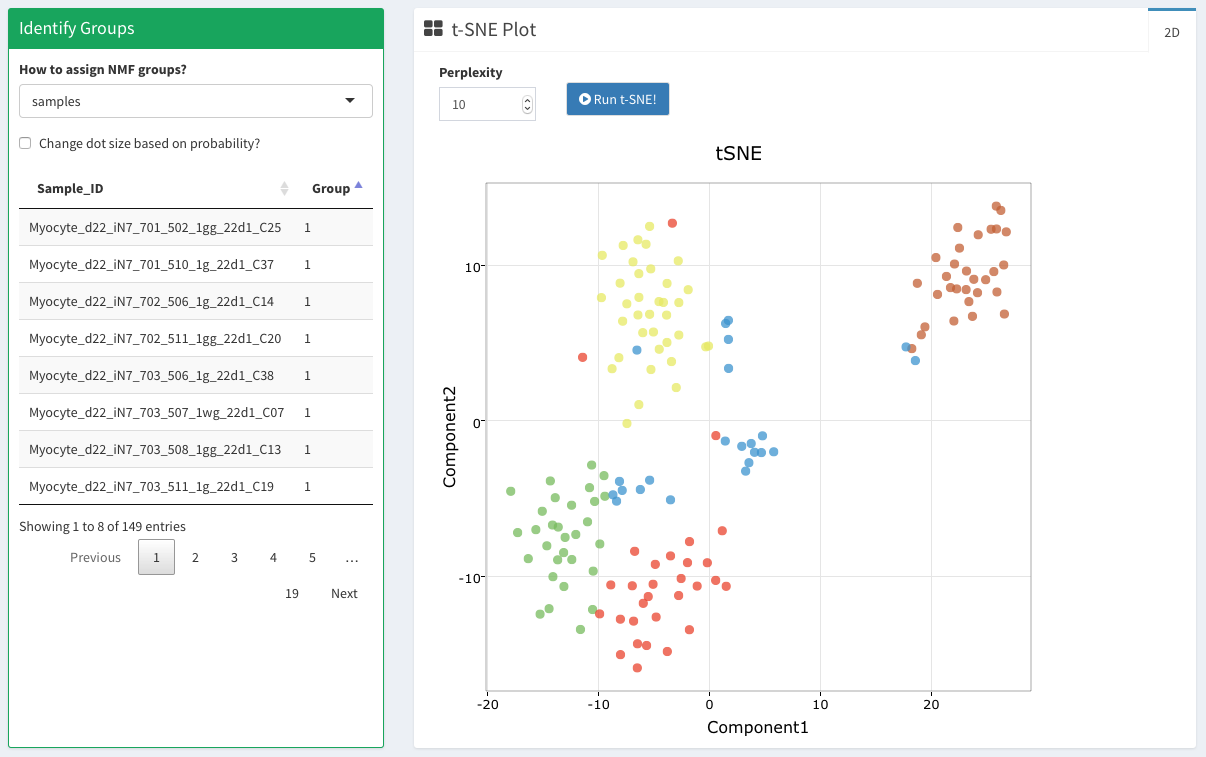 Identify Groups
How to assign NMF groups?
samples
Change dot size based on probability?
Sample_ID Group
Myocyte_d22_iN7_701_502_1gg_22d1_C25 1
Myocyte_d22_iN7_701_510_1g_22d1_C37 1
Myocyte_d22_iN7_702_506_1g_22d1_C14 1
Myocyte_d22_iN7_702_511_1gg_22d1_C20 1
Myocyte_d22_iN7_703_506_1g_22d1_C38 1
Myocyte_d22_iN7_703_507_1wg_22d1_C07 1
Myocyte_d22_iN7_703_508_1gg_22d1_C13 1
Myocyte_d22_iN7_703_511_1g_22d1_C19 1
Showing 1 to 8 of 149 entries
Previous 1 2 3 4 5 …
19 Next
t-SNE Plot
2D
Perplexity
10
Run t-SNE!
tSNE
Component2
10
0
-10
-20 -10 0 10 20
Component1